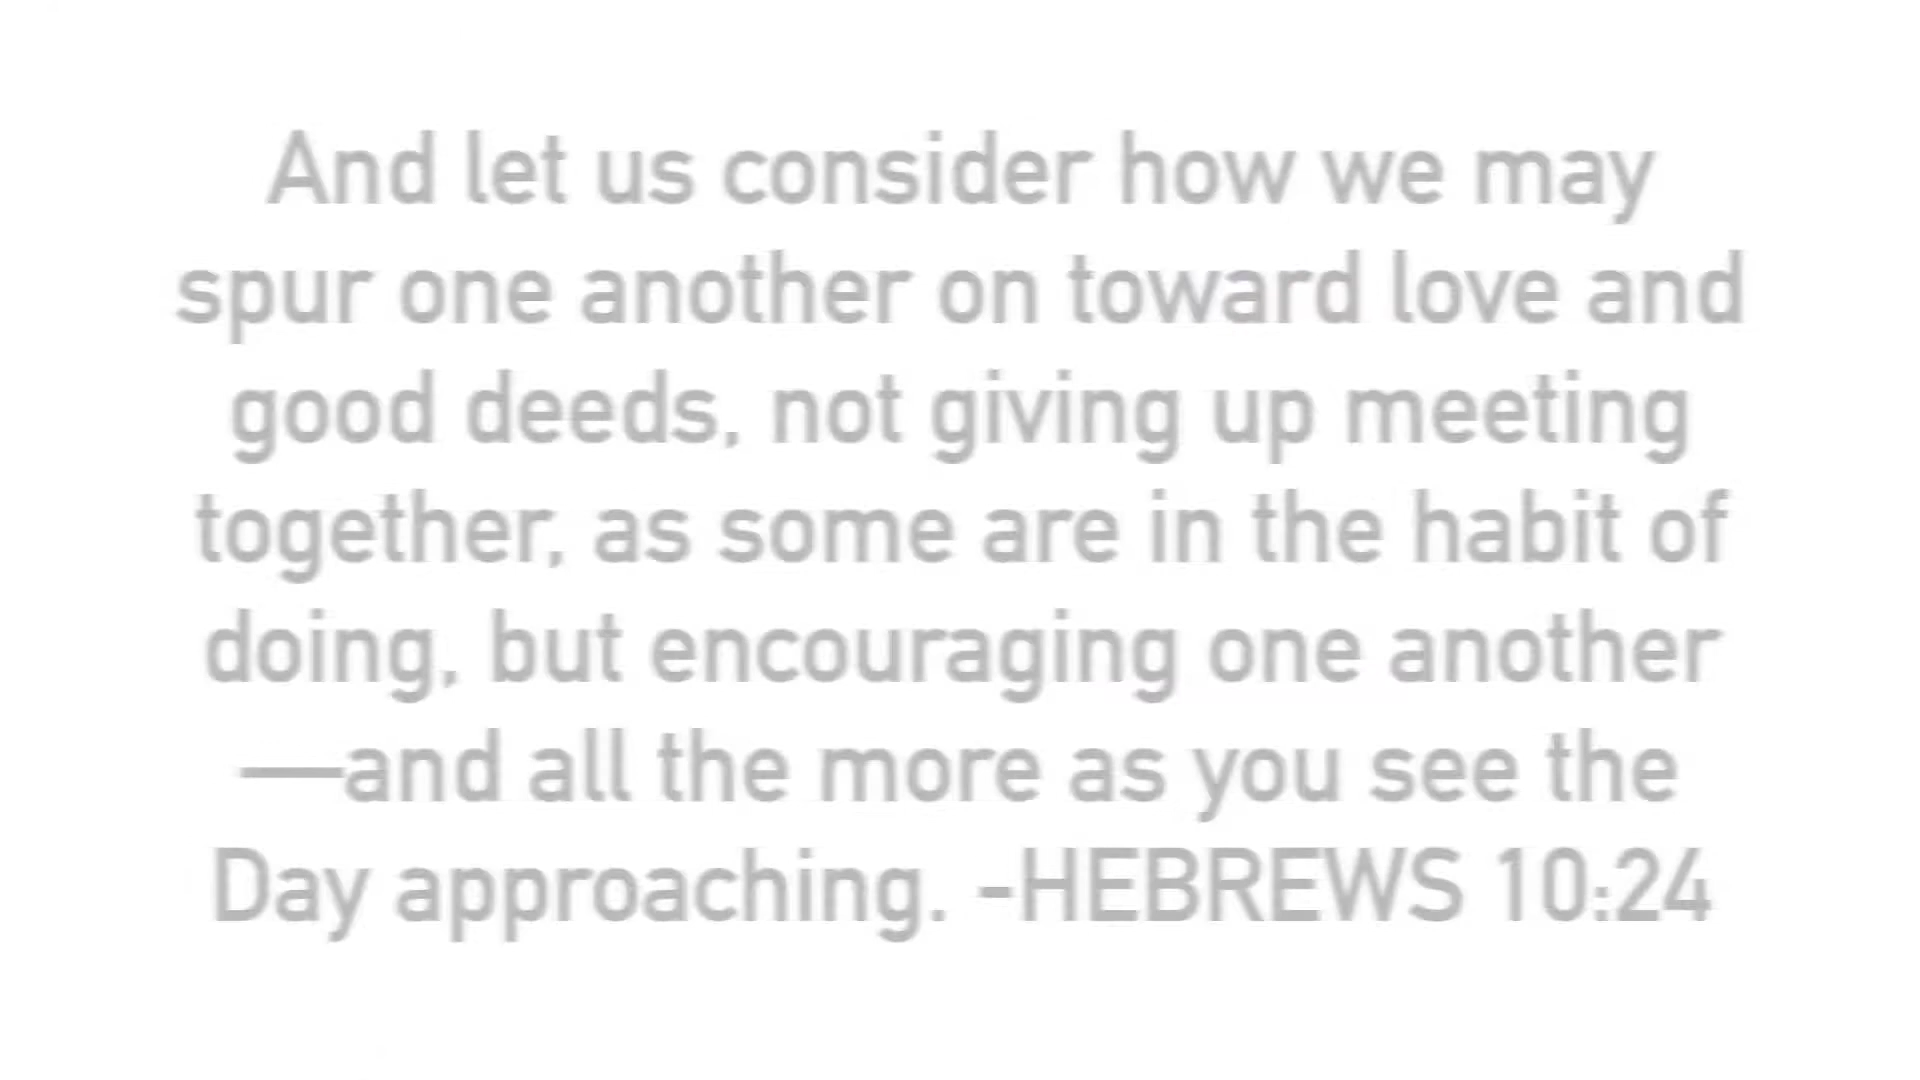 And let us consider how we may
spur one another on toward love and
good deeds, not giving up meeting
together, as some are in the habit of
doing, but encouraging one another
—and all the more as you see the
Day approaching. -HEBREWS 10:24